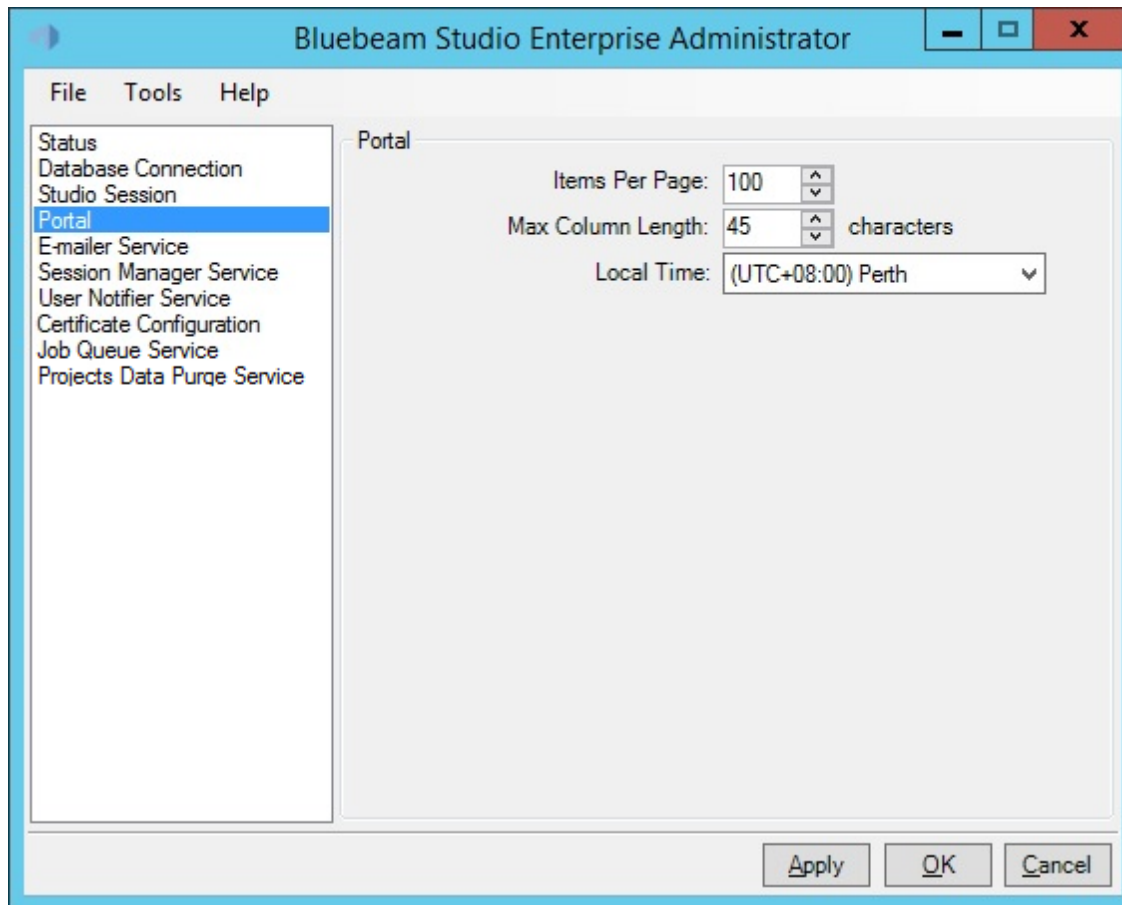 Bluebeam Studio Enterprise Administrator
File Tools Help
Status
Database Connection
Studio Session
Portal
E-mailer Service
Session Manager Service
User Notifier Service
Certificate Configuration
Job Queue Service
Projects Data Purge Service
Portal
Items Per Page: 100
Max Column Length: 45 characters
Local Time: (UTC+08:00) Perth
Apply OK Cancel